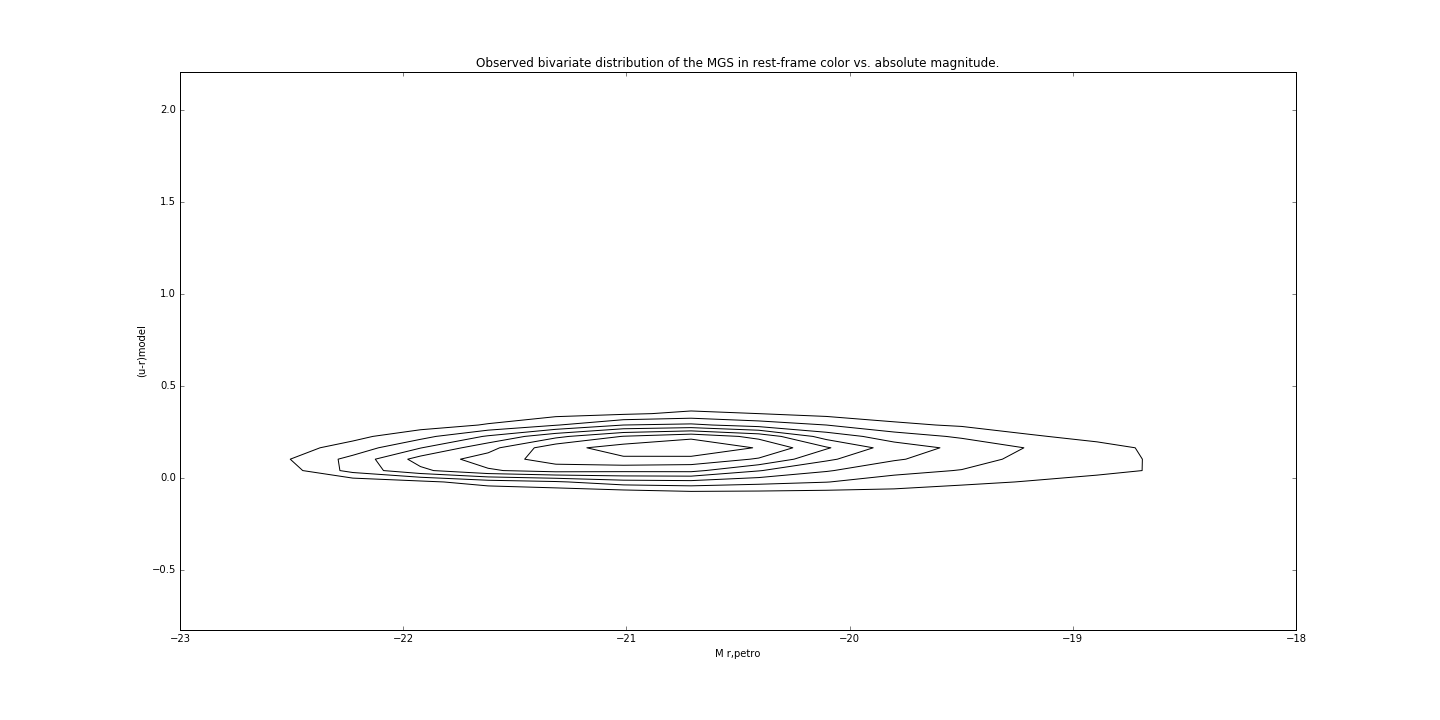 Observed bivariate distribution of the MGS in rest-frame color vs. absolute magnitude.
2.0
1.5
1.0
(u-r)model
0.5
0.0
−0.5
−23 −22 −21 −20 −19 −18
M r,petro